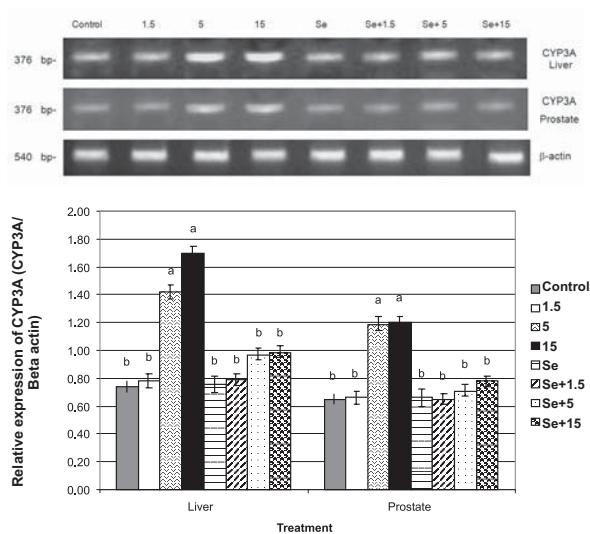 Control 1.5 5 15 Se Se+1.5 Se+ 5 Se+15
376 bp- CYP3A
Liver
376 bp- CYP3A
Prostate
540 bp- β-actin
Relative expression of CYP3A (CYP3A/
Beta actin)
2.00
1.80
1.60
1.40
1.20
1.00
0.80
0.60
0.40
0.20
0.00
b b a a b b b b
b b a a b b b b
Control
1.5
5
15
Se
Se+1.5
Se+5
Se+15
Liver Prostate
Treatment